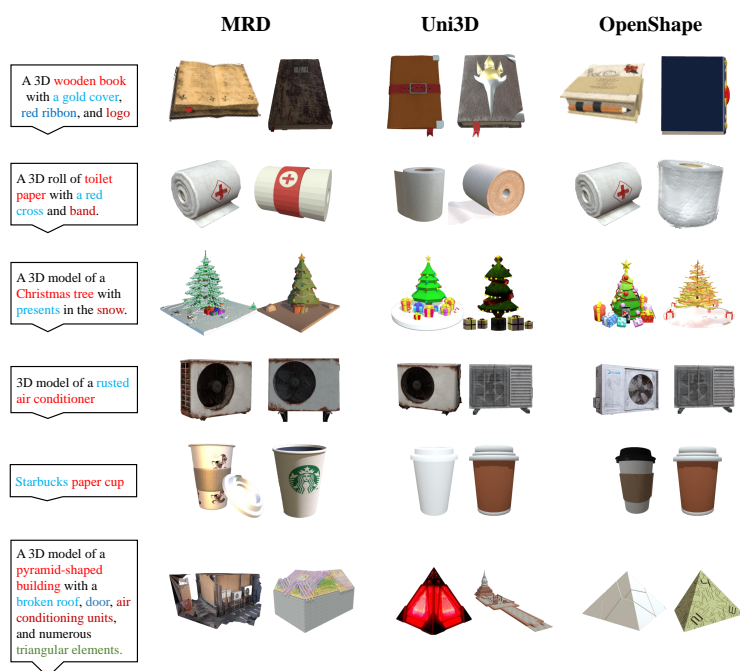 MRD Uni3D OpenShape
A 3D wooden book
with a gold cover,
red ribbon, and logo
A 3D roll of toilet
paper with a red
cross and band.
A 3D model of a
Christmas tree with
presents in the snow.
3D model of a rusted
air conditioner
Starbucks paper cup
A 3D model of a
pyramid-shaped
building with a
broken roof, door, air
conditioning units,
and numerous
triangular elements.